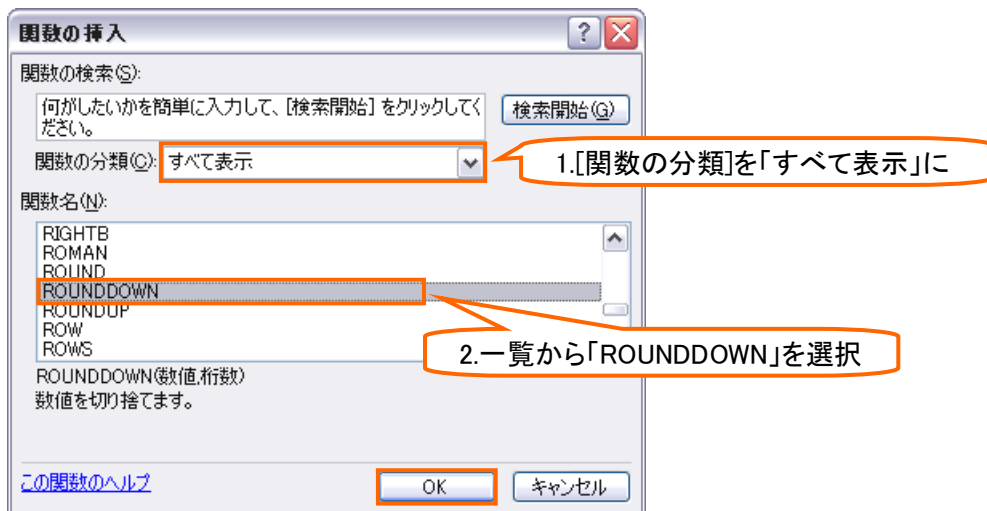 関数の挿入
関数の検索(S):
何がしたいかを簡単に入力して、[検索開始] をクリックしてく
ださい。
検索開始(G)
関数の分類(C):
すべて表示
1.[関数の分類]を「すべて表示」に
関数名(N):
RIGHTB
ROMAN
ROUND
ROUNDDOWN
ROUNDUP
ROW
ROWS
2.一覧から「ROUNDDOWN」を選択
ROUNDDOWN(数値,桁数)
数値を切り捨てます。
この関数のヘルプ
OK
キャンセル